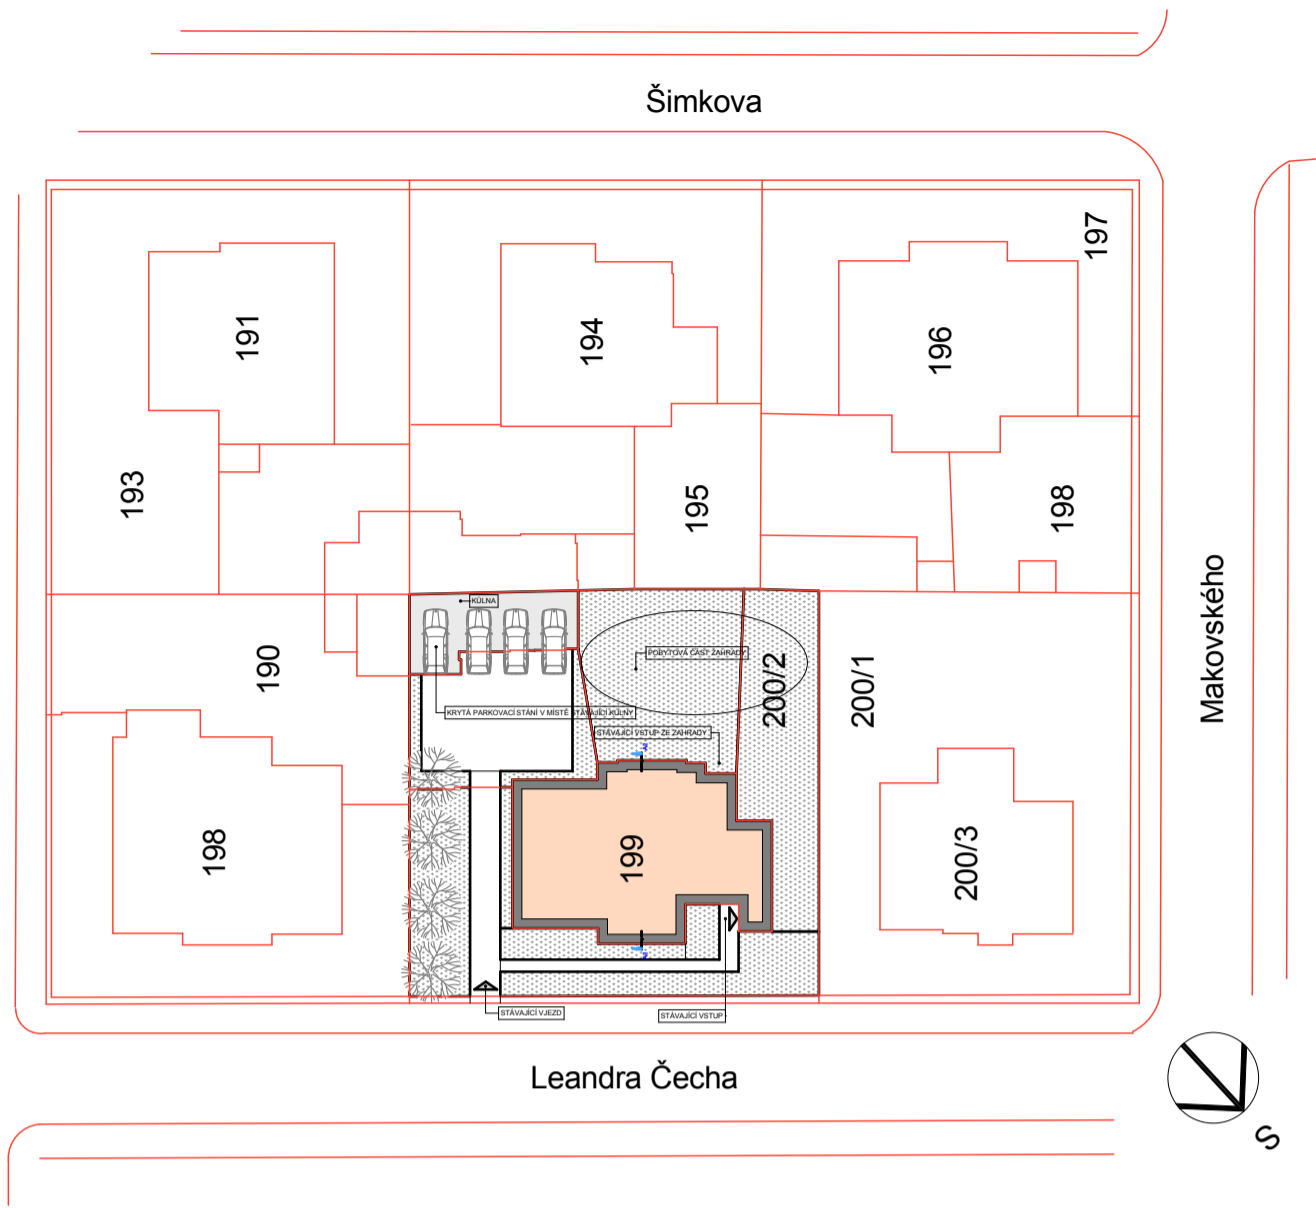 Šimkova
197
191
194
196
193
195
198
Makovského
KŮLNA
190
POBYTOVÁ ČÁST ZAHRADY
200/2
200/1
KRYTÁ PARKOVACÍ STÁNÍ V MÍSTĚ STÁVAJÍCÍ KŮLNY
STÁVAJÍCÍ VSTUP ZE ZAHRADY
198
199
200/3
STÁVAJÍCÍ VJEZD
STÁVAJÍCÍ VSTUP
Leandra Čecha
S